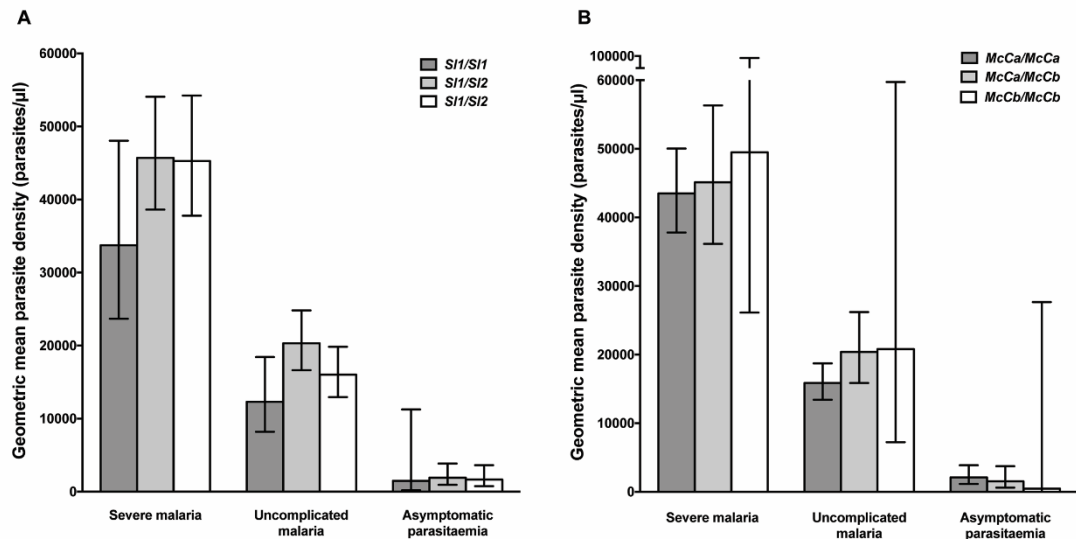 A
Geometric mean parasite density (parasites/µl)
60000
50000
40000
30000
20000
10000
0
Sl1/Sl1
Sl1/Sl2
Sl1/Sl2
Severe malaria
Uncomplicated
malaria
Asymptomatic
parasitaemia
B
Geometric mean parasite density (parasites/µl)
100000
60000
50000
40000
30000
20000
10000
0
McCa/McCa
McCa/McCb
McCb/McCb
Severe malaria
Uncomplicated
malaria
Asymptomatic
parasitaemia